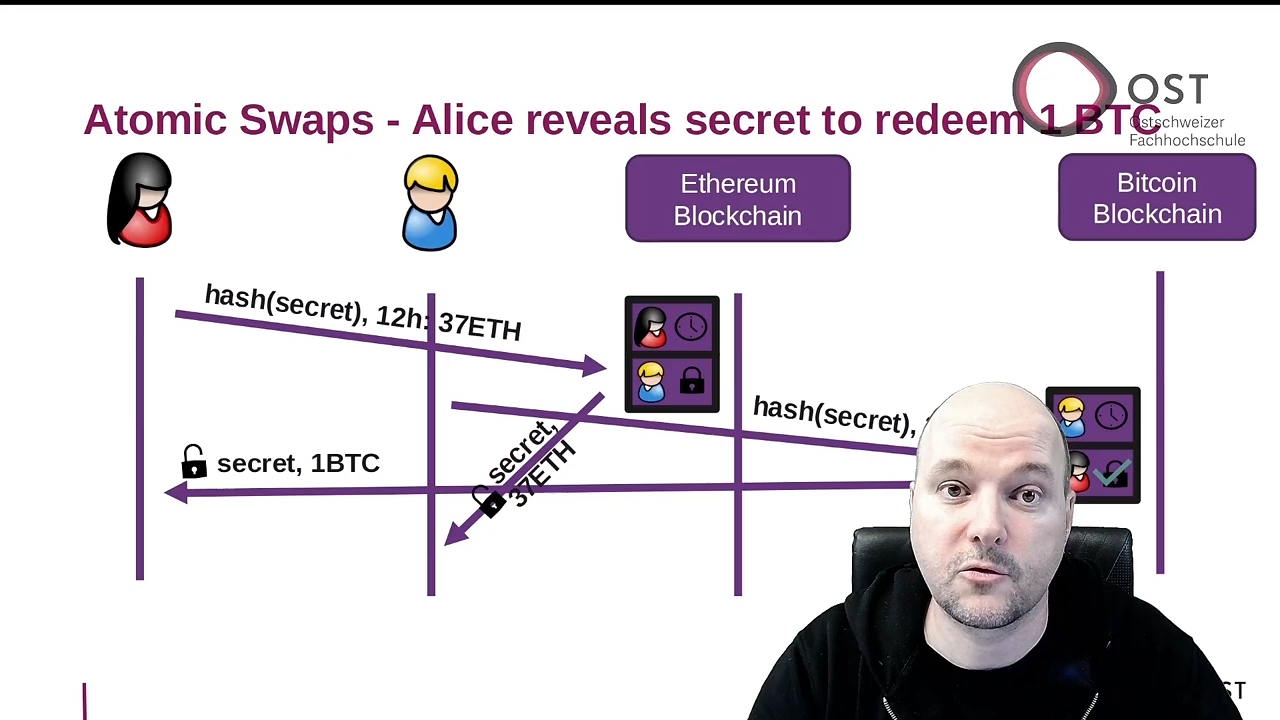 OST
Ostschweizer
Fachhochschule
Atomic Swaps - Alice reveals secret to redeem 1 BTC
Ethereum
Blockchain
Bitcoin
Blockchain
hash(secret), 12h: 37ETH
hash(secret),
secret,
37ETH
secret, 1BTC